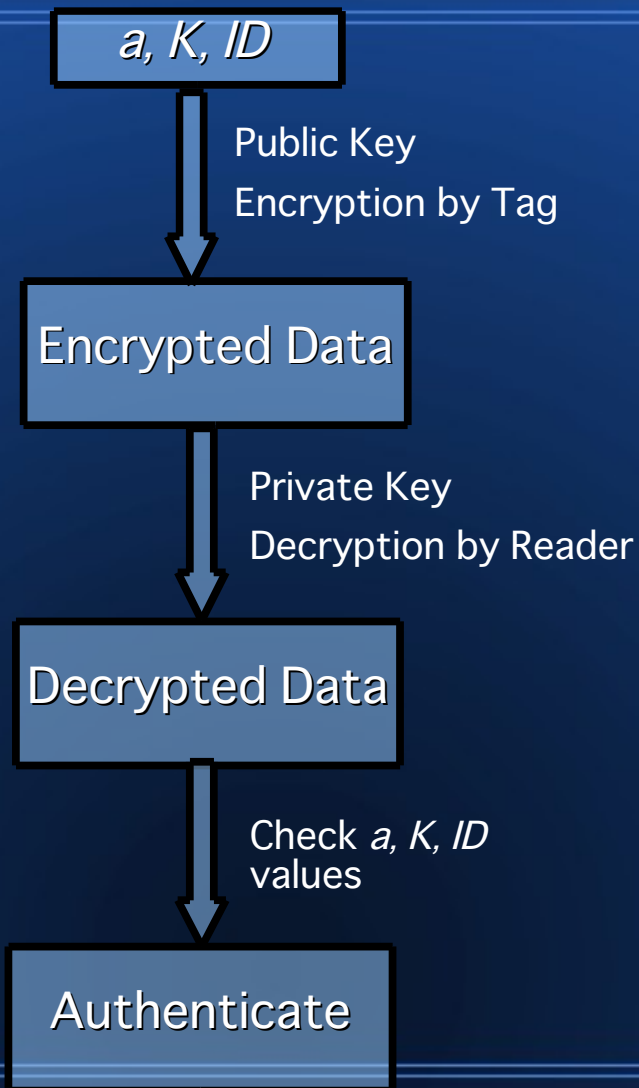 a, K, ID
Public Key
Encryption by Tag
Encrypted Data
Private Key
Decryption by Reader
Decrypted Data
Check a, K, ID
values
Authenticate